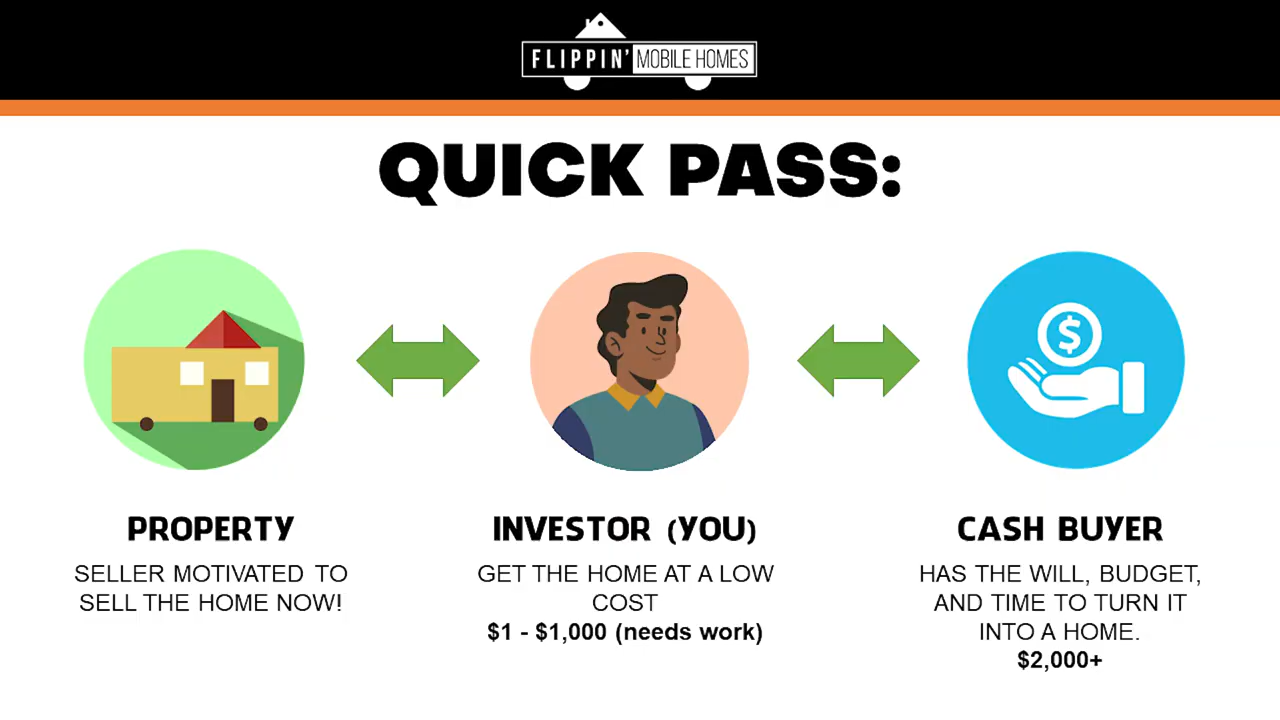 FLIPPIN' MOBILE HOMES
QUICK PASS:
$
PROPERTY
SELLER MOTIVATED TO
SELL THE HOME NOW!
INVESTOR (YOU)
GET THE HOME AT A LOW
COST
$1 - $1,000 (needs work)
CASH BUYER
HAS THE WILL, BUDGET,
AND TIME TO TURN IT
INTO A HOME.
$2,000+